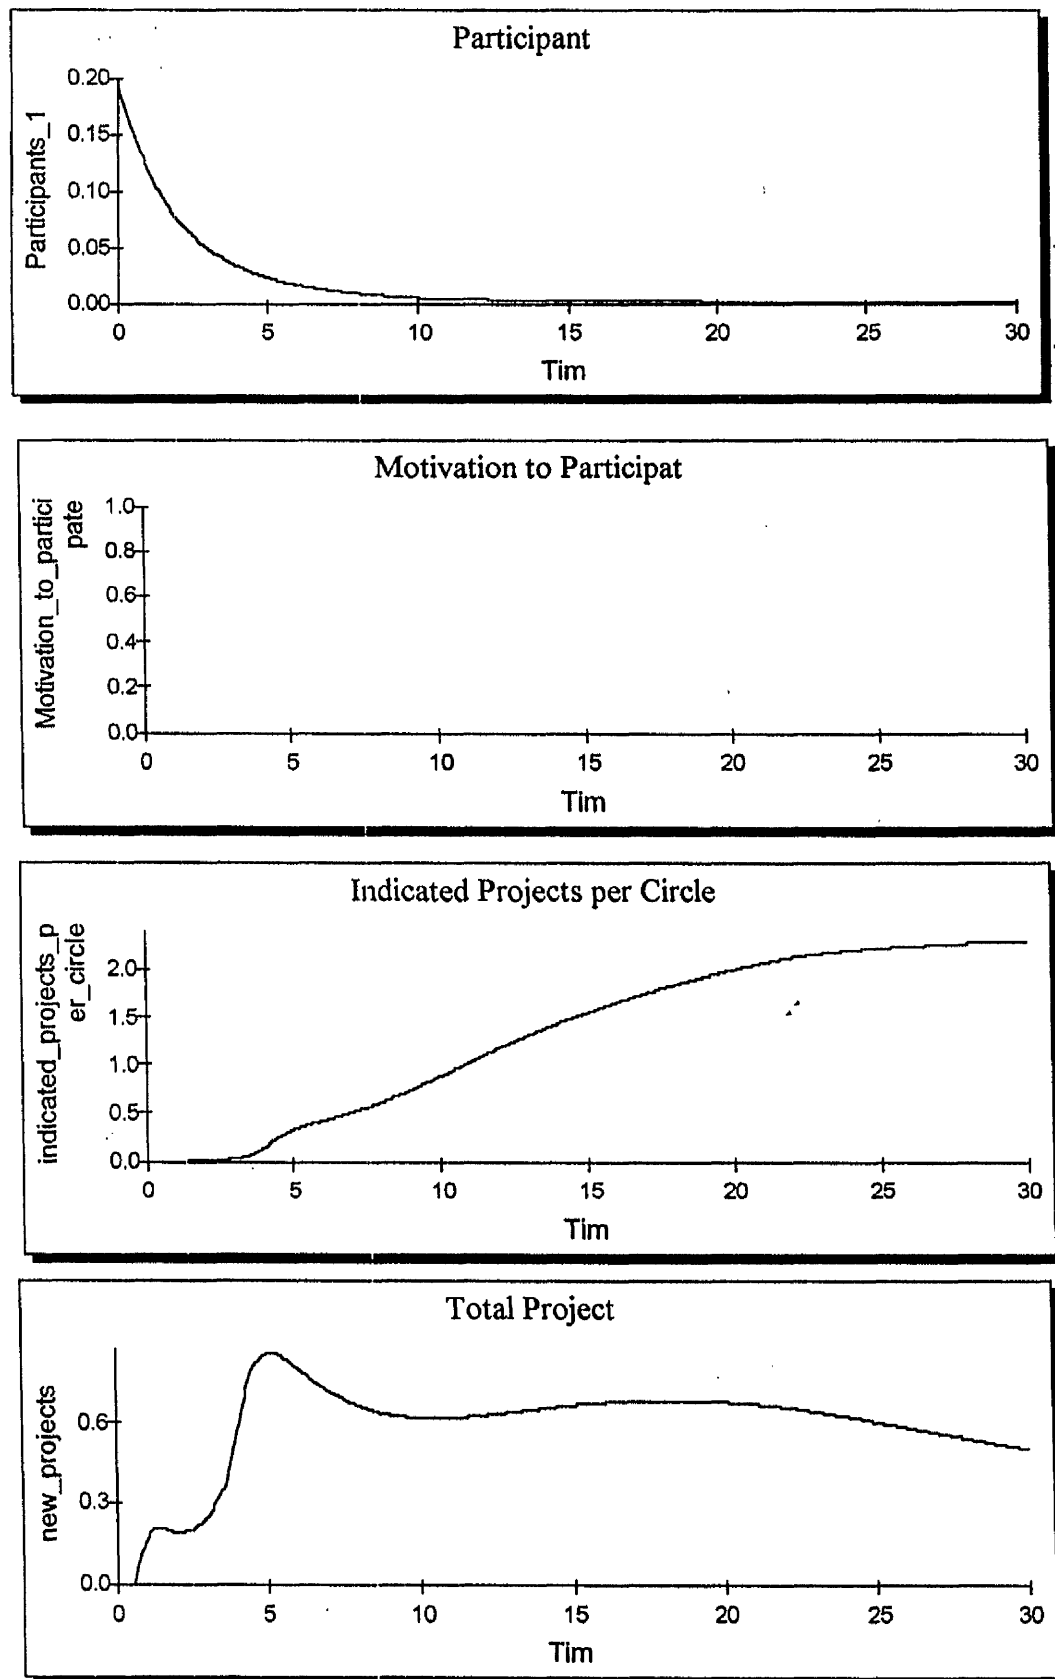 Participant
Participants_1
0.20
0.15
0.10
0.05
0.00
0 5 10 15 20 25 30
Tim
Motivation to Participat
Motivation_to_partici
pate
1.0
0.8
0.6
0.4
0.2
0.0
0 5 10 15 20 25 30
Tim
Indicated Projects per Circle
indicated_projects_p
er_circle
2.0
1.5
1.0
0.5
0.0
0 5 10 15 20 25 30
Tim
Total Project
new_projects
0.6
0.3
0.0
0 5 10 15 20 25 30
Tim